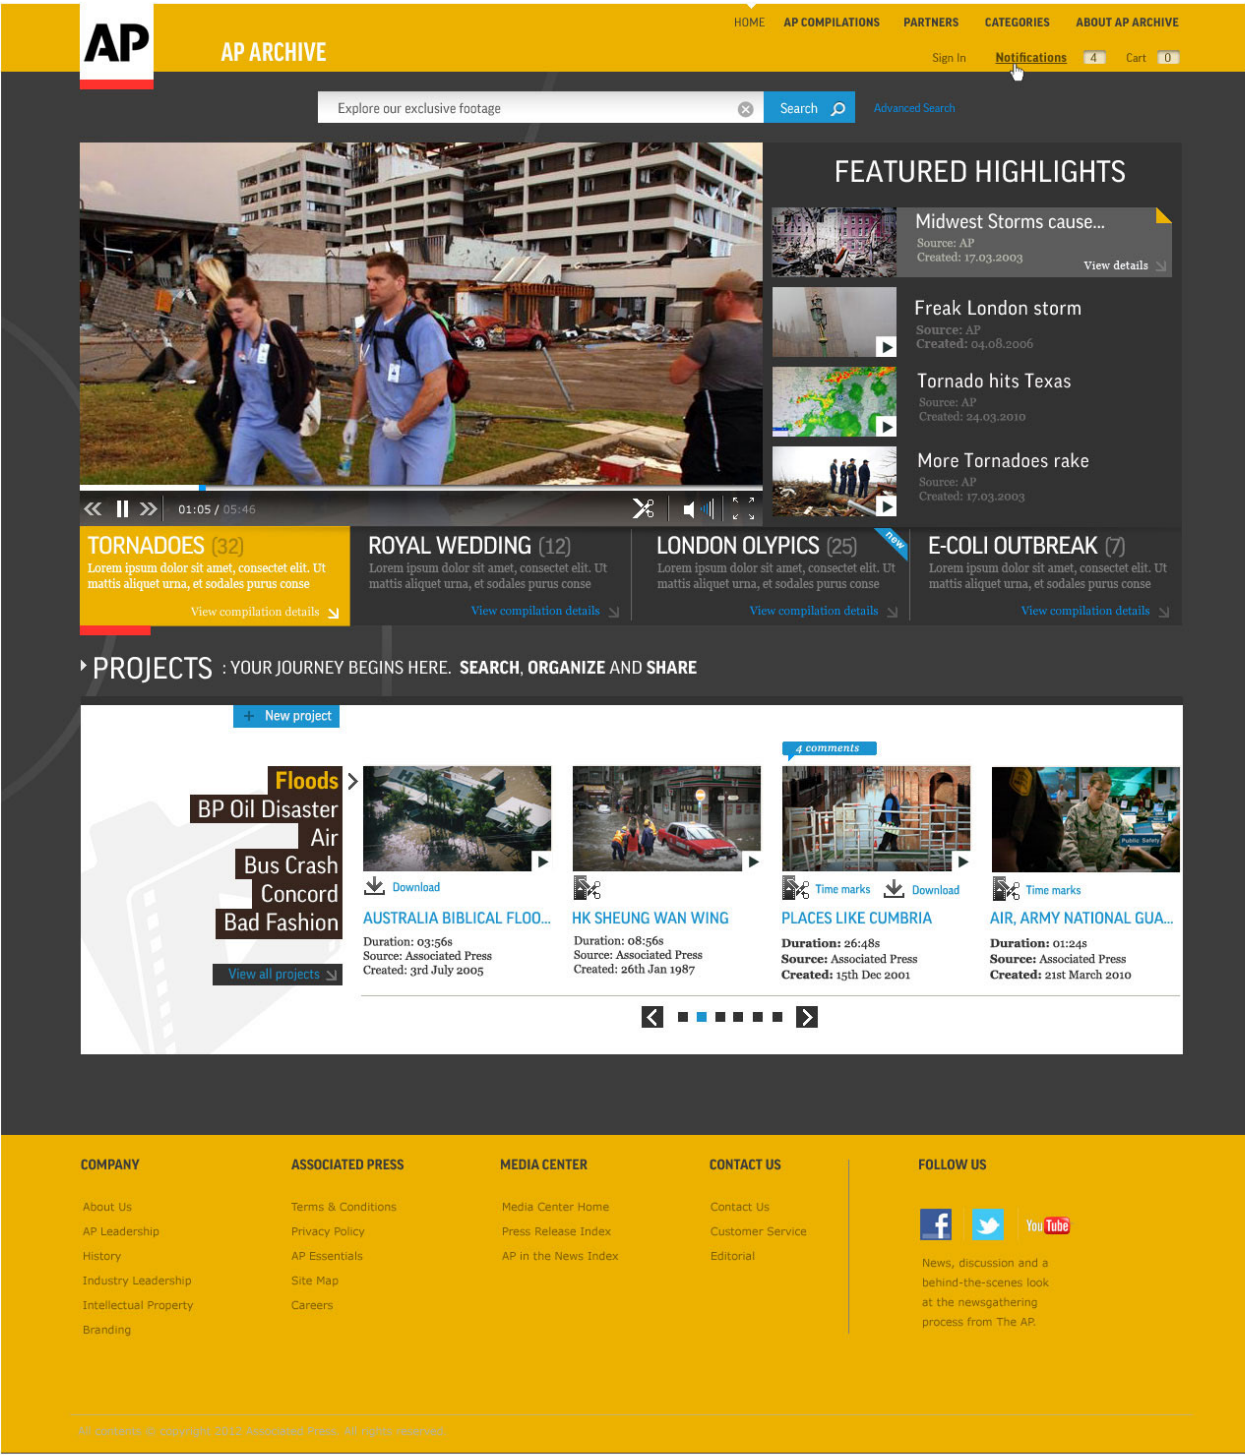 AP
AP ARCHIVE
HOME AP COMPILATIONS PARTNERS CATEGORIES ABOUT AP ARCHIVE
Sign In Notifications 4 Cart 0
Explore our exclusive footage
Search
Advanced Search
FEATURED HIGHLIGHTS
Midwest Storms cause...
Source: AP
Created: 17.03.2003
View details
Freak London storm
Source: AP
Created: 04.08.2006
Tornado hits Texas
Source: AP
Created: 24.03.2010
More Tornadoes rake
Source: AP
Created: 17.03.2003
01:05 / 05:46
TORNADOES (32)
Lorem ipsum dolor sit amet, consectet elit. Ut
mattis aliquet urna, et sodales purus conse
View compilation details
ROYAL WEDDING (12)
Lorem ipsum dolor sit amet, consectet elit. Ut
mattis aliquet urna, et sodales purus conse
View compilation details
LONDON OLYPICS (25)
new
Lorem ipsum dolor sit amet, consectet elit. Ut
mattis aliquet urna, et sodales purus conse
View compilation details
E-COLI OUTBREAK (7)
Lorem ipsum dolor sit amet, consectet elit. Ut
mattis aliquet urna, et sodales purus conse
View compilation details
PROJECTS : YOUR JOURNEY BEGINS HERE. SEARCH, ORGANIZE AND SHARE
+ New project
Floods
BP Oil Disaster
Air
Bus Crash
Concord
Bad Fashion
View all projects
Download
AUSTRALIA BIBLICAL FLOO...
Duration: 03:56s
Source: Associated Press
Created: 3rd July 2005
HK SHEUNG WAN WING
Duration: 08:56s
Source: Associated Press
Created: 26th Jan 1987
4 comments
Time marks Download
PLACES LIKE CUMBRIA
Duration: 26:48s
Source: Associated Press
Created: 15th Dec 2001
Public Safety
Time marks
AIR, ARMY NATIONAL GUA...
Duration: 01:24s
Source: Associated Press
Created: 21st March 2010
COMPANY
About Us
AP Leadership
History
Industry Leadership
Intellectual Property
Branding
ASSOCIATED PRESS
Terms & Conditions
Privacy Policy
AP Essentials
Site Map
Careers
MEDIA CENTER
Media Center Home
Press Release Index
AP in the News Index
CONTACT US
Contact Us
Customer Service
Editorial
FOLLOW US
f
You Tube
News, discussion and a
behind-the-scenes look
at the newsgathering
process from The AP.